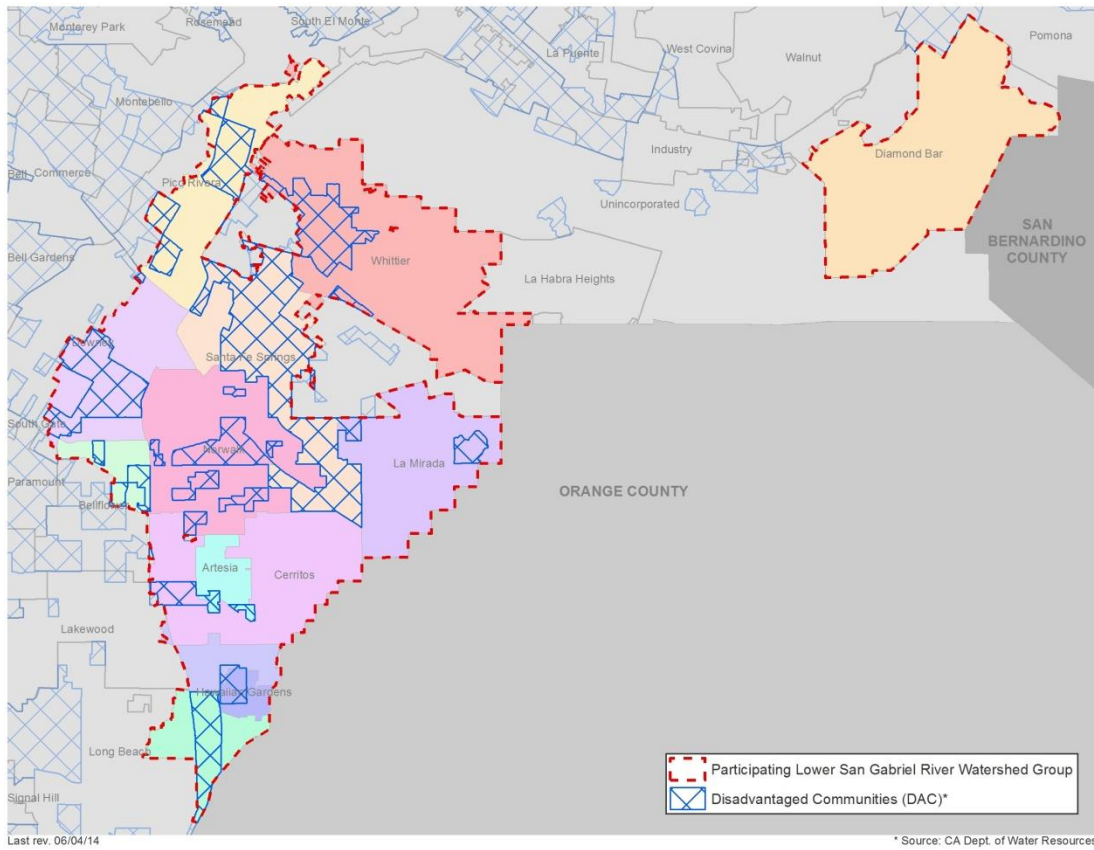 Monterey Park
Rosemead
South El Monte
La Puente
West Covina
Walnut
Pomona
Montebello
Industry
Diamond Bar
Bell
Commerce
Pico Rivera
Unincorporated
SAN
BERNARDINO
COUNTY
Bell Gardens
Whittier
La Habra Heights
Downey
Santa Fe Springs
South Gate
Norwalk
La Mirada
Paramount
ORANGE COUNTY
Bellflower
Artesia
Cerritos
Lakewood
Hawaiian Gardens
Long Beach
Participating Lower San Gabriel River Watershed Group
Disadvantaged Communities (DAC)*
Signal Hill
Last rev. 06/04/14
* Source: CA Dept. of Water Resources